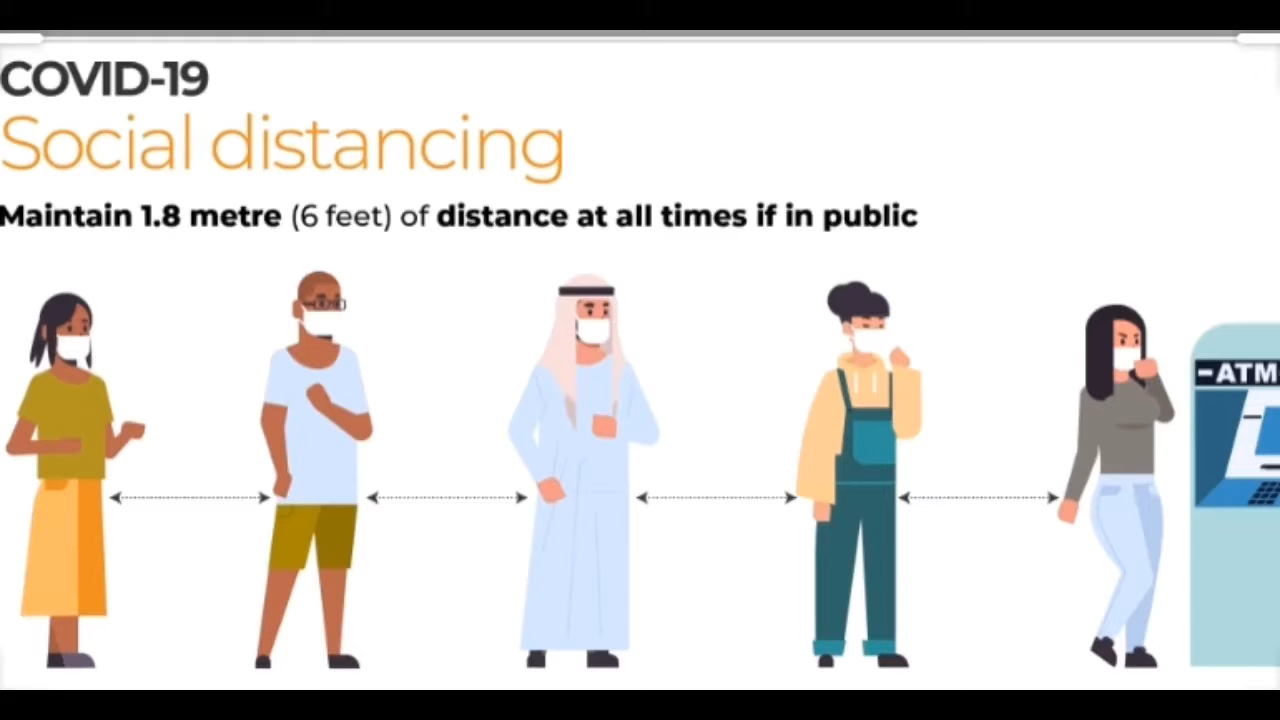 COVID-19
Social distancing
Maintain 1.8 metre (6 feet) of distance at all times if in public
-ATM-